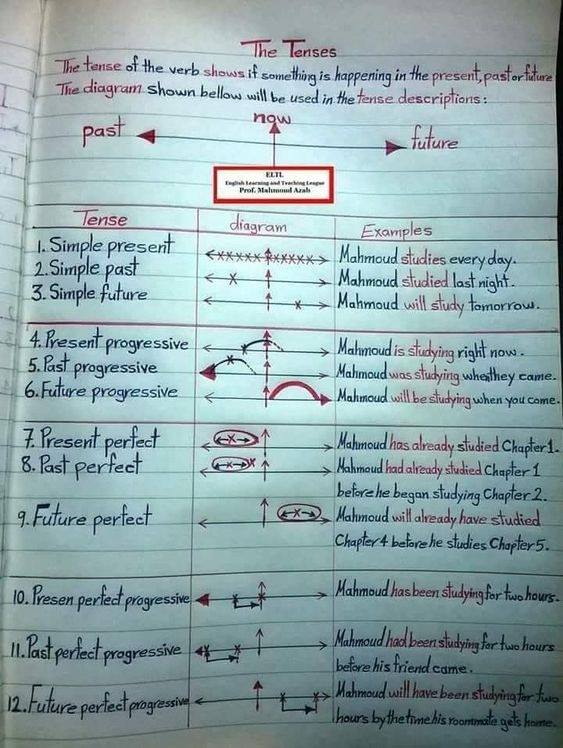 The Tenses
The tense of the verb shows if something is happening in the present, past or future
The diagram shown bellow will be used in the tense descriptions:
now
past future
ELTL
English Learning and Teaching League
Prof. Mahmoud Azab
Tense diagram Examples
1. Simple present Mahmoud studies every day.
2. Simple past Mahmoud studied last night.
3. Simple future Mahmoud will study tomorrow.
4. Present progressive Mahmoud is studying right now.
5. Past progressive Mahmoud was studying when they came.
6. Future progressive Mahmoud will be studying when you come.
7. Present perfect Mahmoud has already studied Chapter 1.
8. Past perfect Mahmoud had already studied Chapter 1
before he began studying Chapter 2.
9. Future perfect Mahmoud will already have studied
Chapter 4 before he studies Chapter 5.
10. Presen perfect progressive Mahmoud has been studying for two hours.
11. Past perfect progressive Mahmoud had been studying for two hours
before his friend came.
12. Future perfect progressive Mahmoud will have been studying for two
hours by the time his roommate gets home.